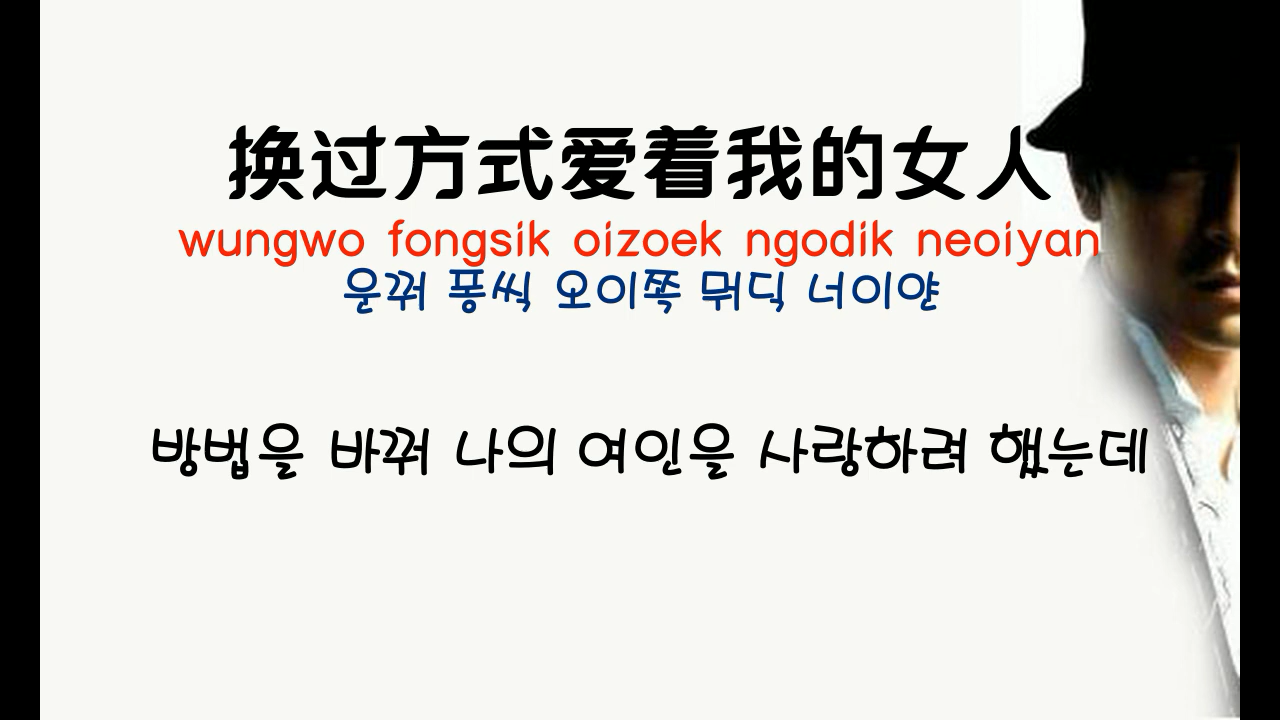 换过方式爱着我的女人
wungwo fongsik oizoek ngodik neoiyan
운꿔 퐁씩 오이쪽 뭐딕 너이얀
방법을 바꿔 나의 여인을 사랑하려 했는데